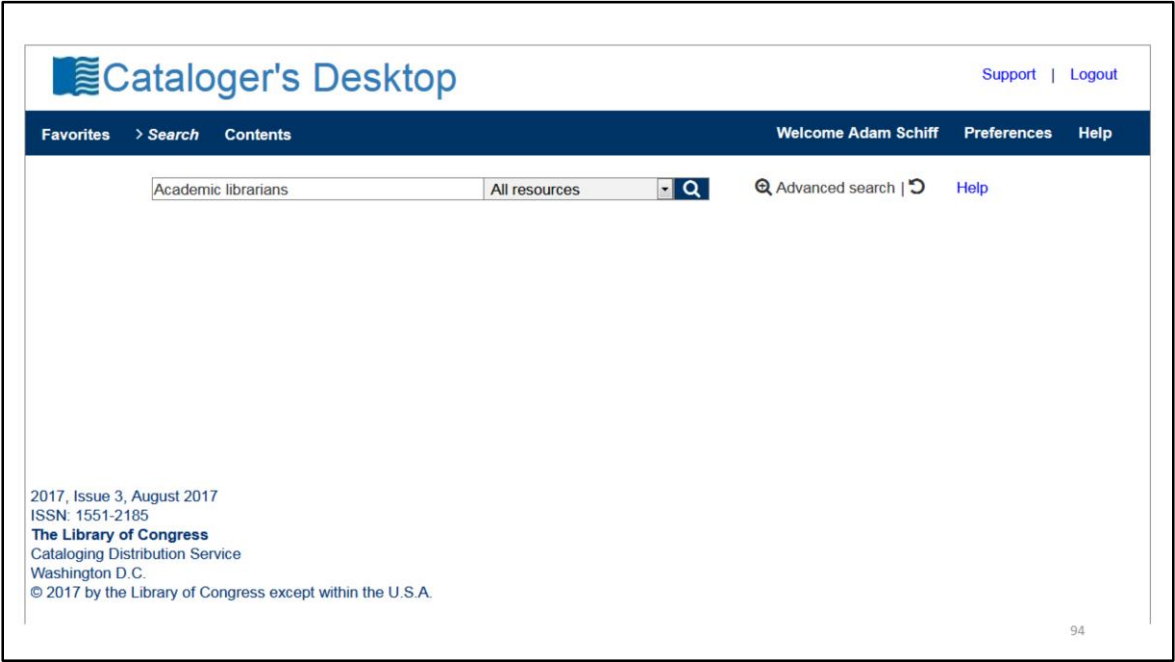 Cataloger's Desktop
Support | Logout
Favorites > Search Contents Welcome Adam Schiff Preferences Help
Academic librarians All resources Advanced search | Help
2017, Issue 3, August 2017
ISSN: 1551-2185
The Library of Congress
Cataloging Distribution Service
Washington D.C.
© 2017 by the Library of Congress except within the U.S.A.
94